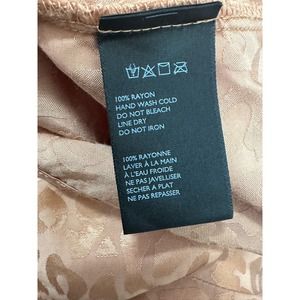 100% RAYON
HAND WASH COLD
DO NOT BLEACH
LINE DRY
DO NOT IRON
100% RAYONNE
LAVER À LA MAIN
À L'EAU FROIDE
NE PAS JAVELLISER
SECHER A PLAT
NE PAS REPASSER